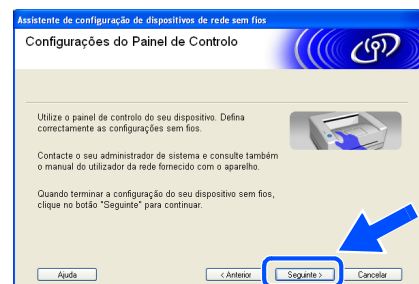 Assistente de configuração de dispositivos de rede sem fios
Configurações do Painel de Controlo
Utilize o painel de controlo do seu dispositivo. Defina
correctamente as configurações sem fios.
Contacte o seu administrador de sistema e consulte também
o manual do utilizador da rede fornecido com o aparelho.
Quando terminar a configuração do seu dispositivo sem fios,
clique no botão "Seguinte" para continuar.
Ajuda
< Anterior
Seguinte >
Cancelar